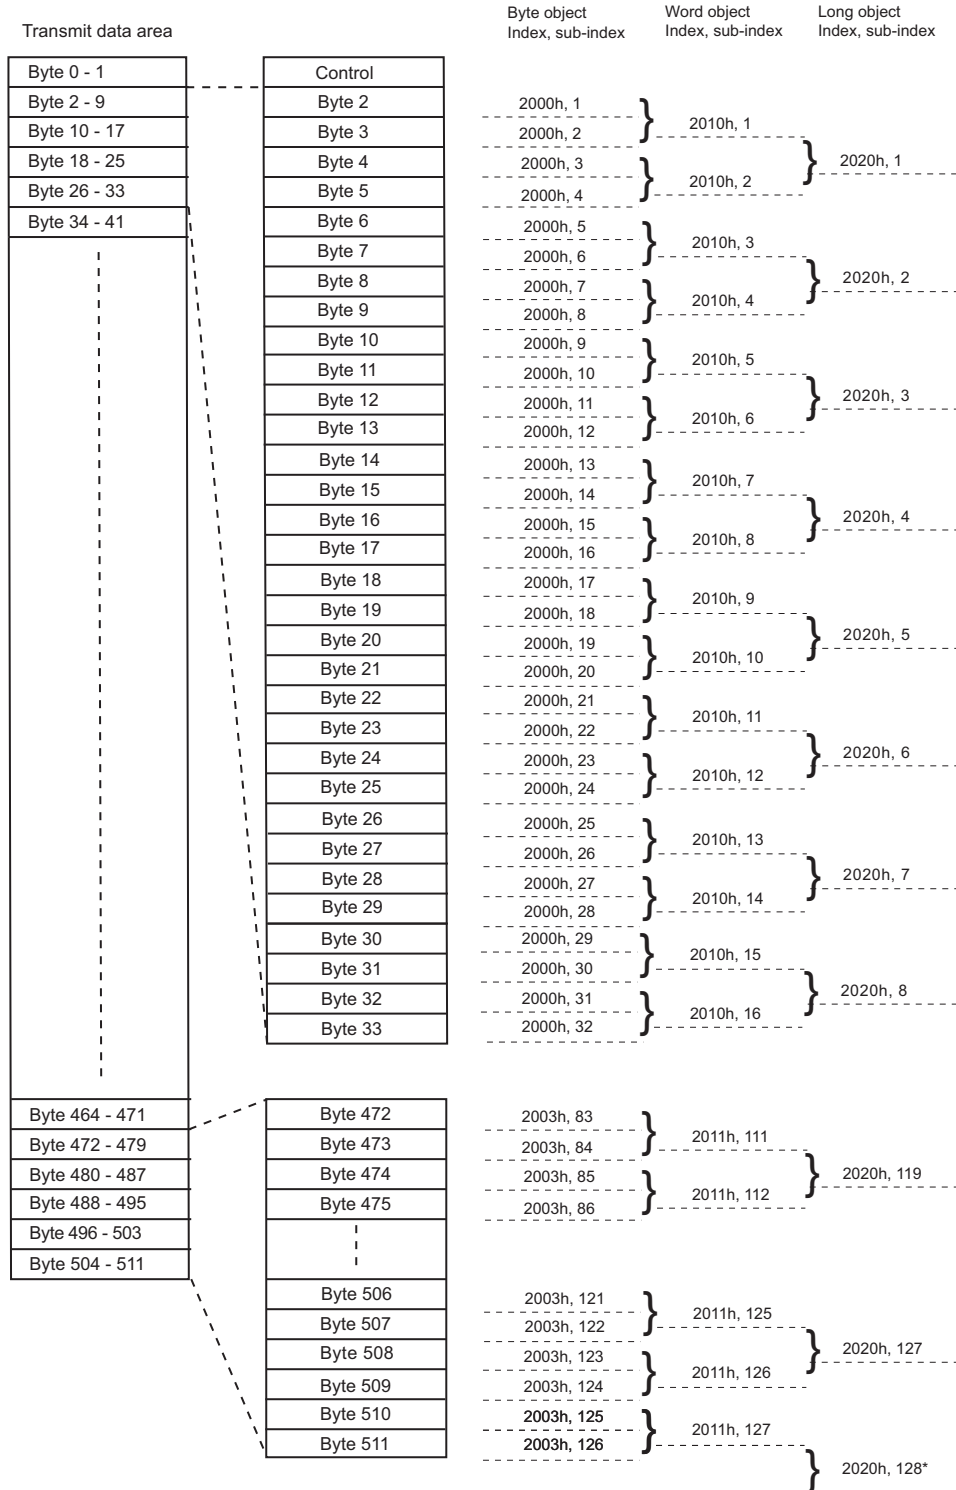 Transmit data area
Byte object
Index, sub-index
Word object
Index, sub-index
Long object
Index, sub-index
Byte 0 - 1
Byte 2 - 9
Byte 10 - 17
Byte 18 - 25
Byte 26 - 33
Byte 34 - 41
Byte 464 - 471
Byte 472 - 479
Byte 480 - 487
Byte 488 - 495
Byte 496 - 503
Byte 504 - 511
Control
Byte 2
Byte 3
Byte 4
Byte 5
Byte 6
Byte 7
Byte 8
Byte 9
Byte 10
Byte 11
Byte 12
Byte 13
Byte 14
Byte 15
Byte 16
Byte 17
Byte 18
Byte 19
Byte 20
Byte 21
Byte 22
Byte 23
Byte 24
Byte 25
Byte 26
Byte 27
Byte 28
Byte 29
Byte 30
Byte 31
Byte 32
Byte 33
Byte 472
Byte 473
Byte 474
Byte 475
Byte 506
Byte 507
Byte 508
Byte 509
Byte 510
Byte 511
2000h, 1
2000h, 2
2000h, 3
2000h, 4
2000h, 5
2000h, 6
2000h, 7
2000h, 8
2000h, 9
2000h, 10
2000h, 11
2000h, 12
2000h, 13
2000h, 14
2000h, 15
2000h, 16
2000h, 17
2000h, 18
2000h, 19
2000h, 20
2000h, 21
2000h, 22
2000h, 23
2000h, 24
2000h, 25
2000h, 26
2000h, 27
2000h, 28
2000h, 29
2000h, 30
2000h, 31
2000h, 32
2003h, 83
2003h, 84
2003h, 85
2003h, 86
2003h, 121
2003h, 122
2003h, 123
2003h, 124
2003h, 125
2003h, 126
2010h, 1
2010h, 2
2010h, 3
2010h, 4
2010h, 5
2010h, 6
2010h, 7
2010h, 8
2010h, 9
2010h, 10
2010h, 11
2010h, 12
2010h, 13
2010h, 14
2010h, 15
2010h, 16
2011h, 111
2011h, 112
2011h, 125
2011h, 126
2011h, 127
2020h, 1
2020h, 2
2020h, 3
2020h, 4
2020h, 5
2020h, 6
2020h, 7
2020h, 8
2020h, 119
2020h, 127
2020h, 128*